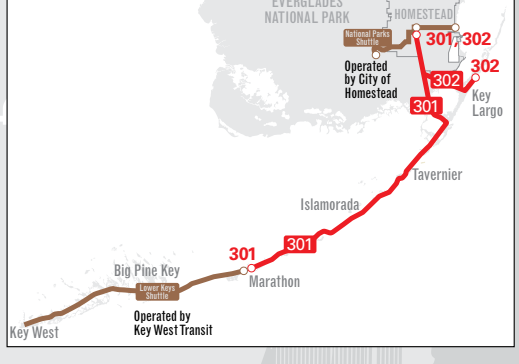 EVERGLADES
NATIONAL PARK
HOMESTEAD
National Parks
Shuttle
301/302
Operated
by City of
Homestead
302
302
301
Key
Largo
Tavernier
Islamorada
301
301
Marathon
Big Pine Key
Lower Keys
Shuttle
Operated by
Key West Transit
Key West